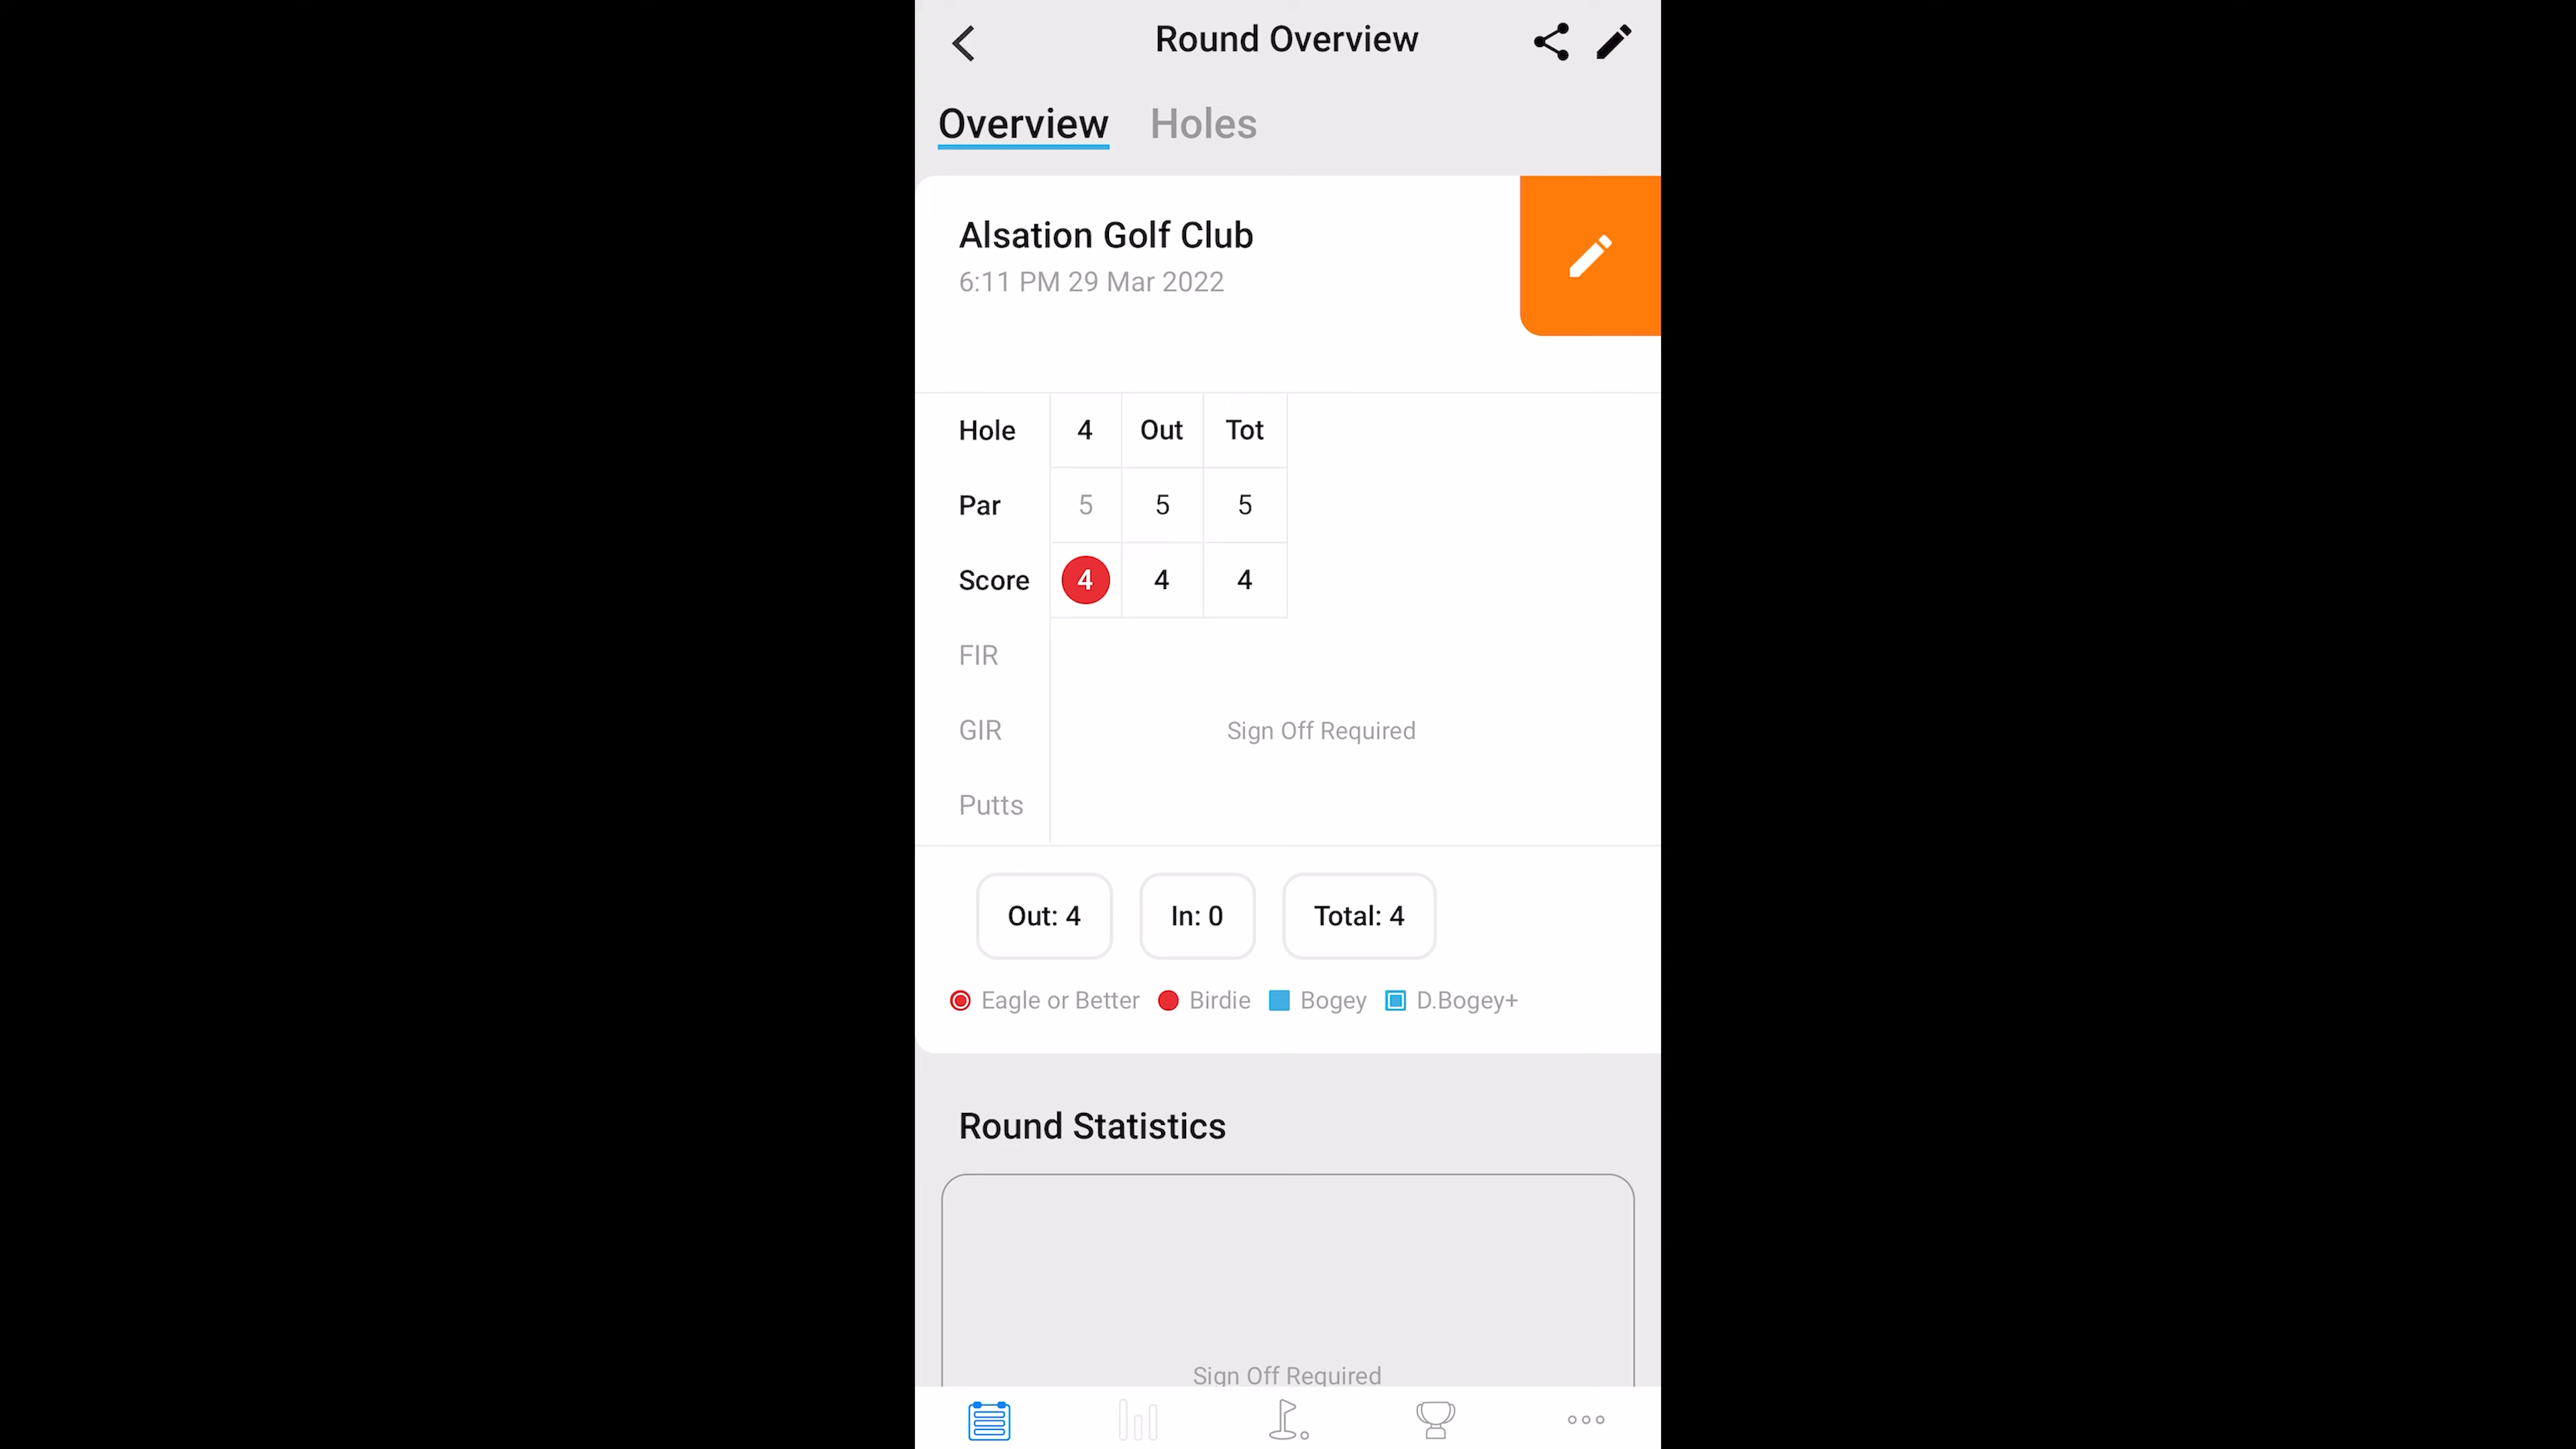 Round Overview
Overview Holes
Alsation Golf Club
6:11 PM 29 Mar 2022
Hole 4 Out Tot
Par 5 5 5
Score 4 4 4
FIR
GIR Sign Off Required
Putts
Out: 4 In: 0 Total: 4
Eagle or Better Birdie Bogey D.Bogey+
Round Statistics
Sign Off Required